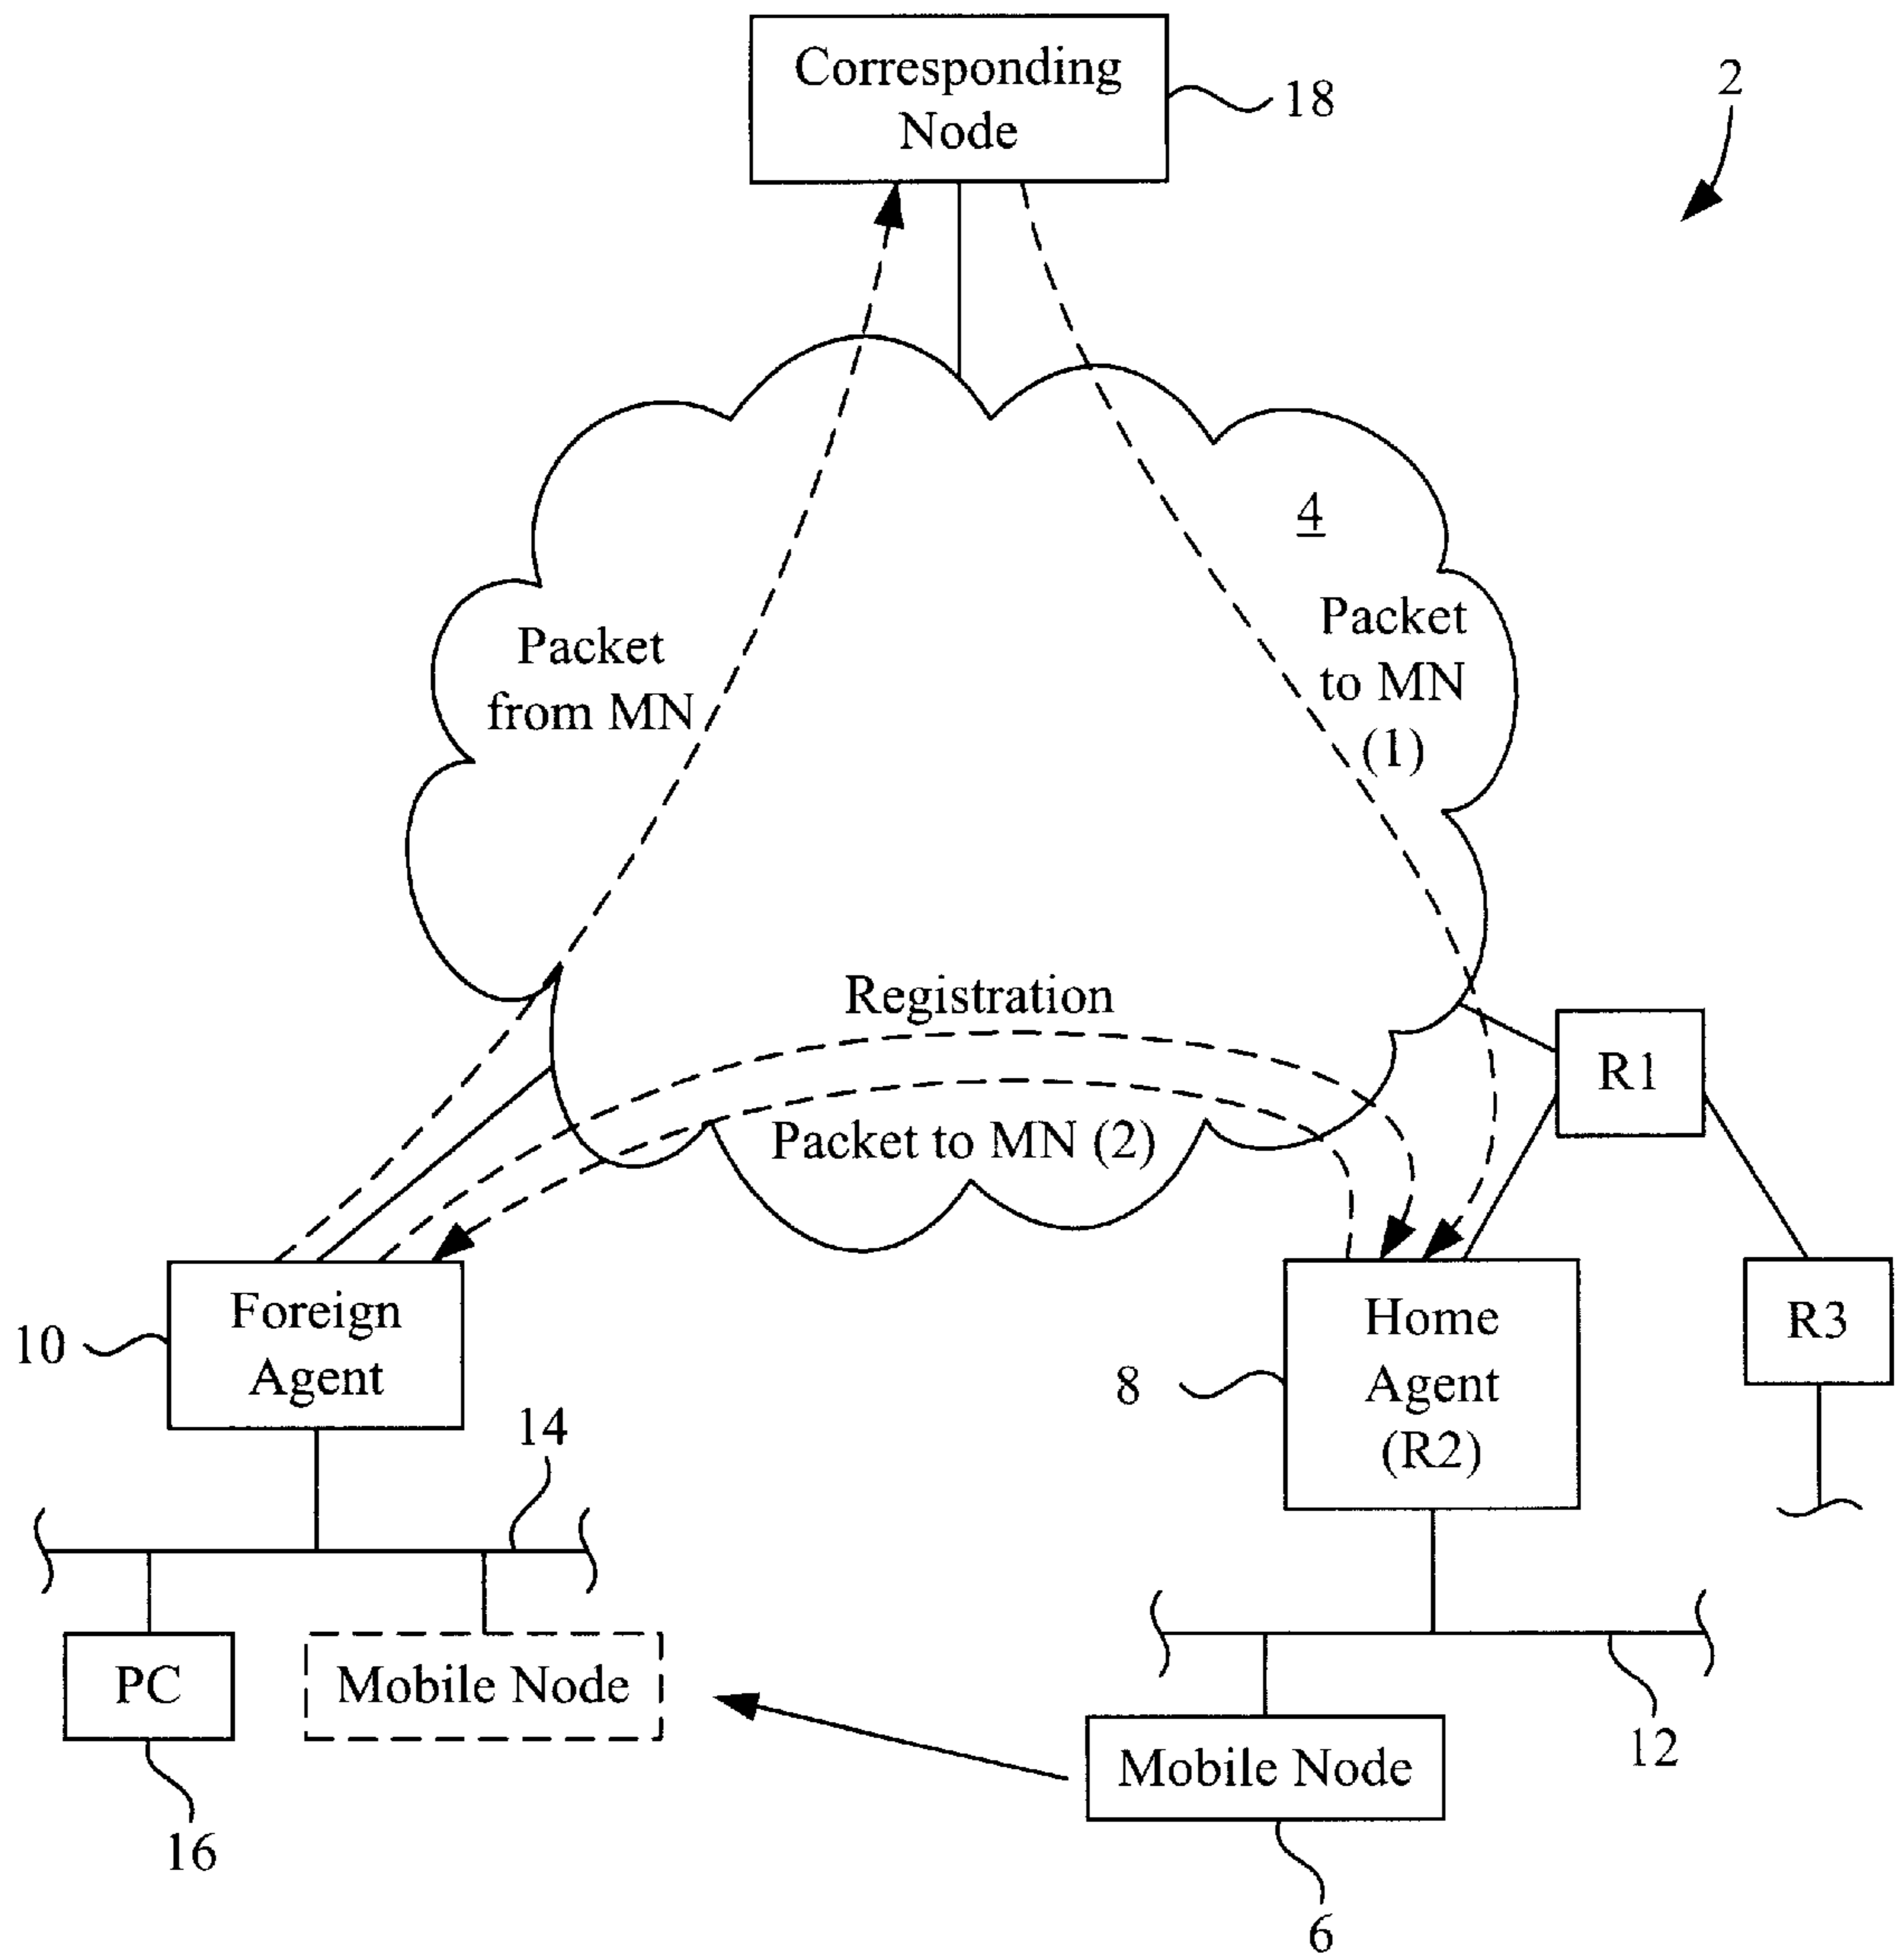 Corresponding
Node
18
2
4
Packet
from MN
Packet
to MN
(1)
Registration
R1
Packet to MN (2)
Foreign
Agent
10
Home
Agent
(R2)
8
R3
14
PC
Mobile Node
12
Mobile Node
16
6